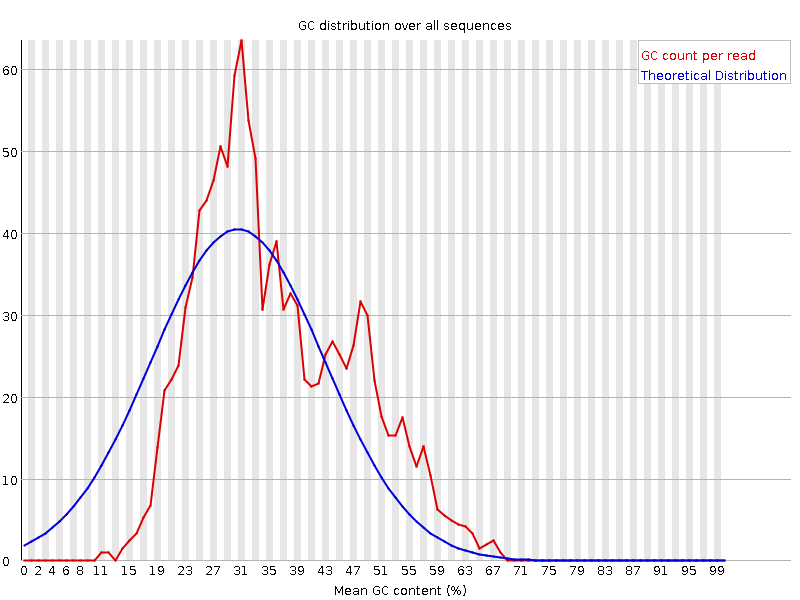 GC distribution over all sequences
GC count per read
Theoretical Distribution
60
50
40
30
20
10
0
0 2 4 6 8 11 15 19 23 27 31 35 39 43 47 51 55 59 63 67 71 75 79 83 87 91 95 99
Mean GC content (%)